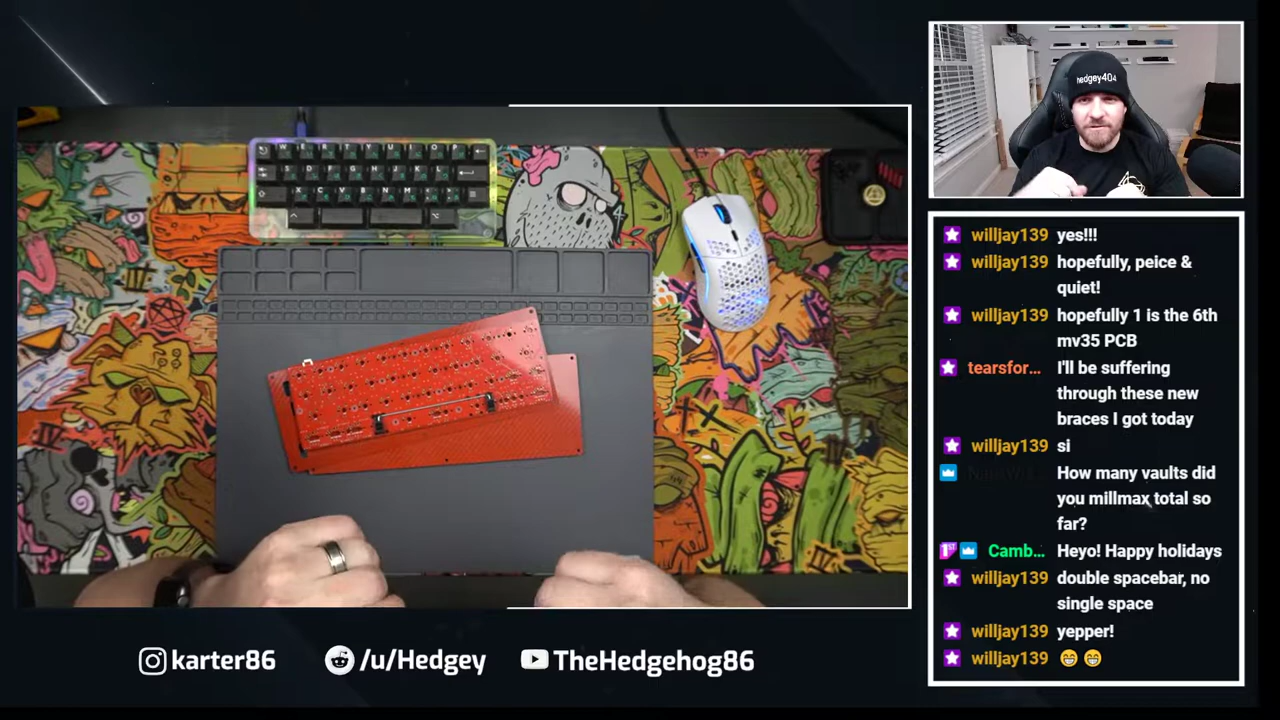 hedgey404
W E R T Y U I O P
S D F G H J K L
X C V B N M
willjay139 yes!!!
willjay139 hopefully, peice &
quiet!
willjay139 hopefully 1 is the 6th
mv35 PCB
tearsfor... I'll be suffering
through these new
braces I got today
willjay139 si
How many vaults did
you millmax total so
far?
1ST Camb... Heyo! Happy holidays
willjay139 double spacebar, no
single space
willjay139 yepper!
willjay139 😁 😁
karter86
/u/Hedgey
TheHedgehog86